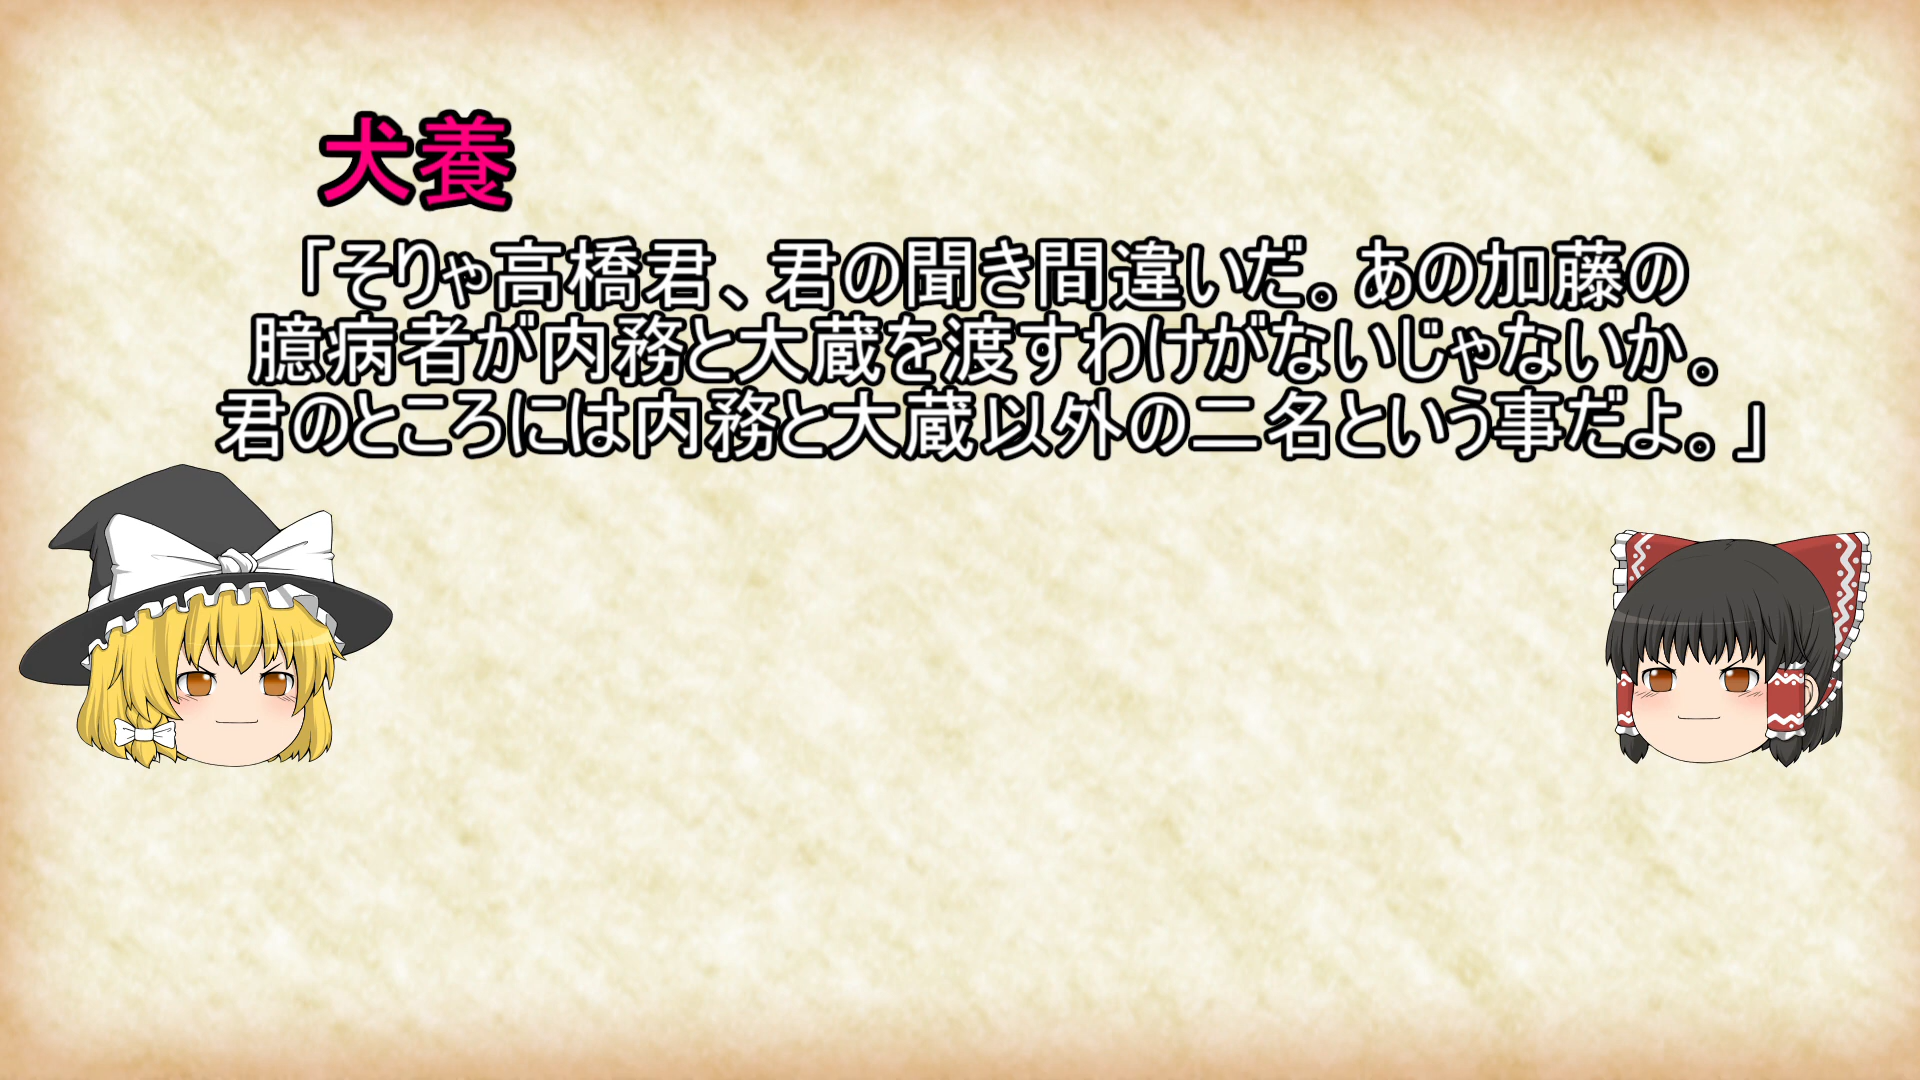 犬養
「そりゃ高橋君、君の聞き間違いだ。あの加藤の
臆病者が内務と大蔵を渡すわけがないじゃないか。
君のところには内務と大蔵以外の二名という事だよ。」